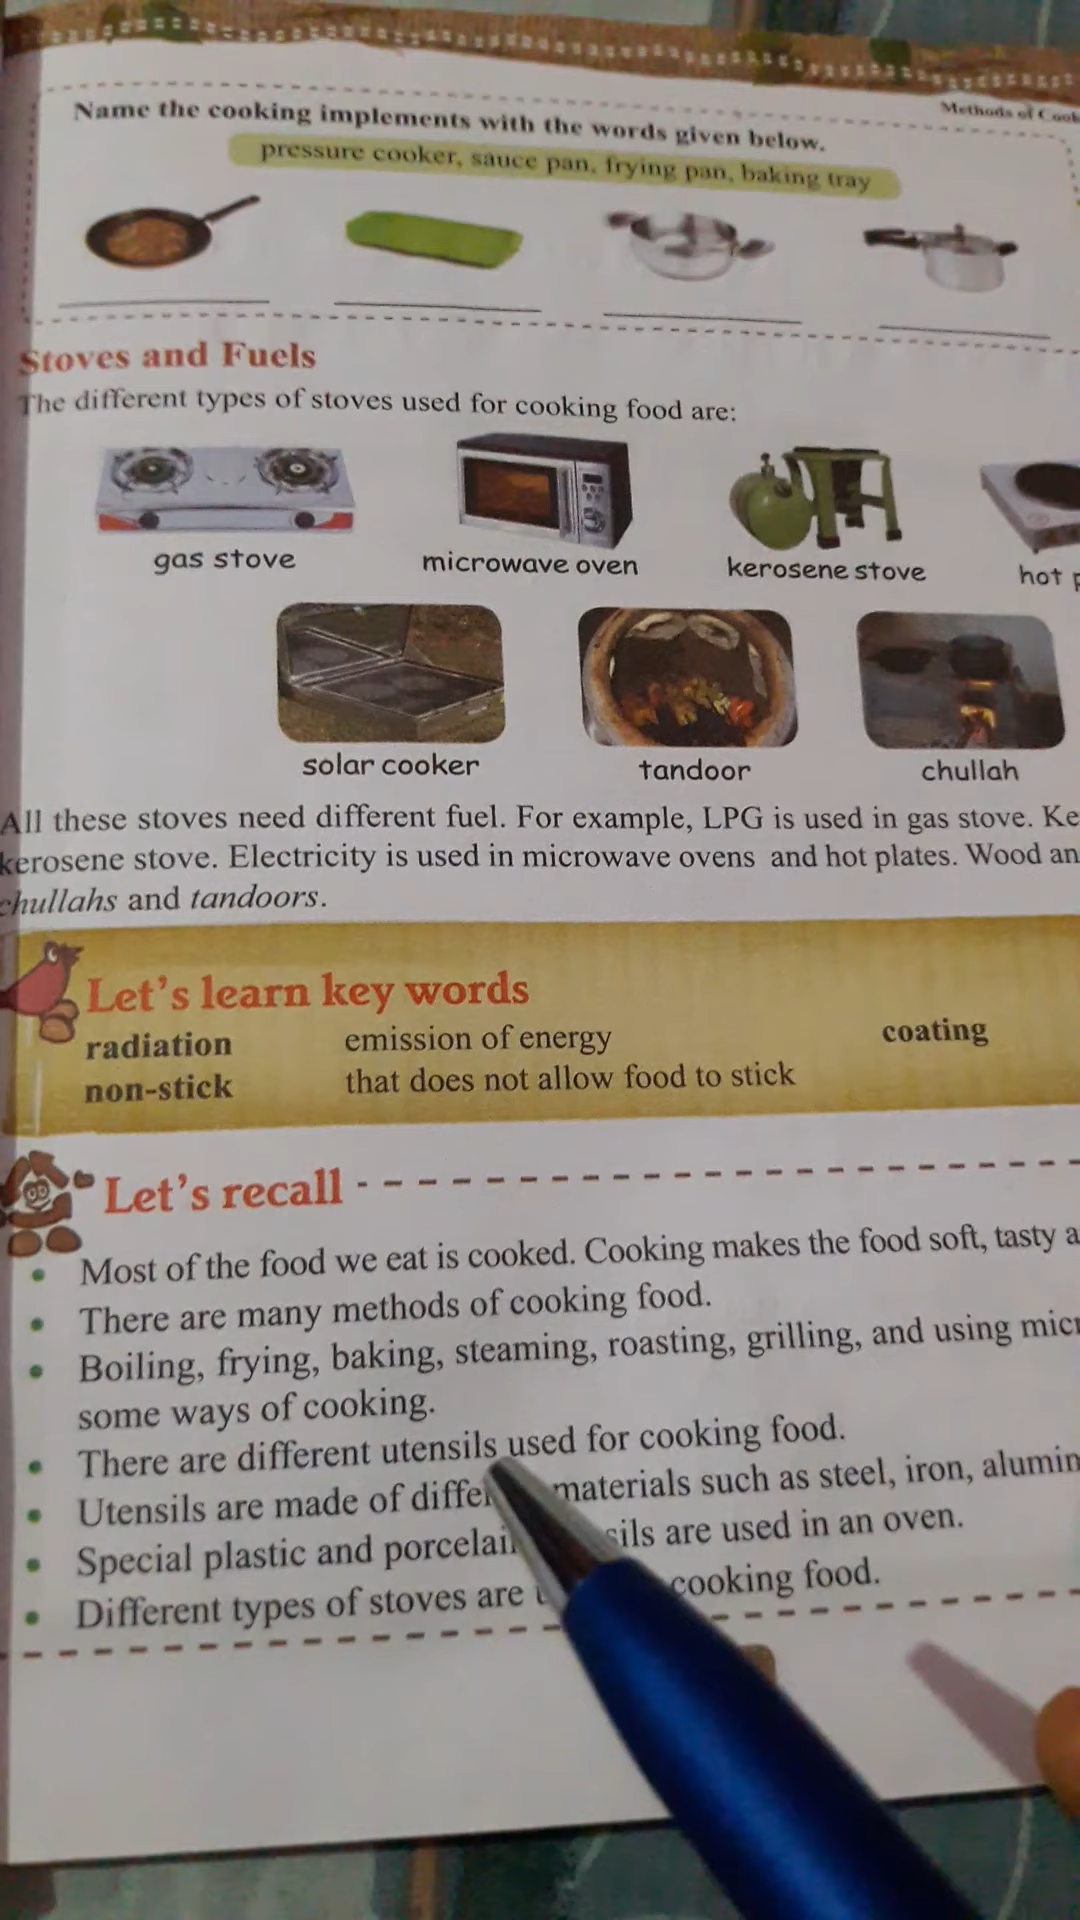 Methods of Cook
Name the cooking implements with the words given below.
pressure cooker, sauce pan, frying pan, baking tray
Stoves and Fuels
The different types of stoves used for cooking food are:
gas stove
microwave oven
kerosene stove
hot p
solar cooker
tandoor
chullah
All these stoves need different fuel. For example, LPG is used in gas stove. Ke
kerosene stove. Electricity is used in microwave ovens and hot plates. Wood an
chullahs and tandoors.
Let's learn key words
radiation emission of energy coating
non-stick that does not allow food to stick
Let's recall
• Most of the food we eat is cooked. Cooking makes the food soft, tasty a
• There are many methods of cooking food.
• Boiling, frying, baking, steaming, roasting, grilling, and using micr
some ways of cooking.
• There are different utensils used for cooking food.
• Utensils are made of differ materials such as steel, iron, alumin
• Special plastic and porcelai sils are used in an oven.
• Different types of stoves are cooking food.